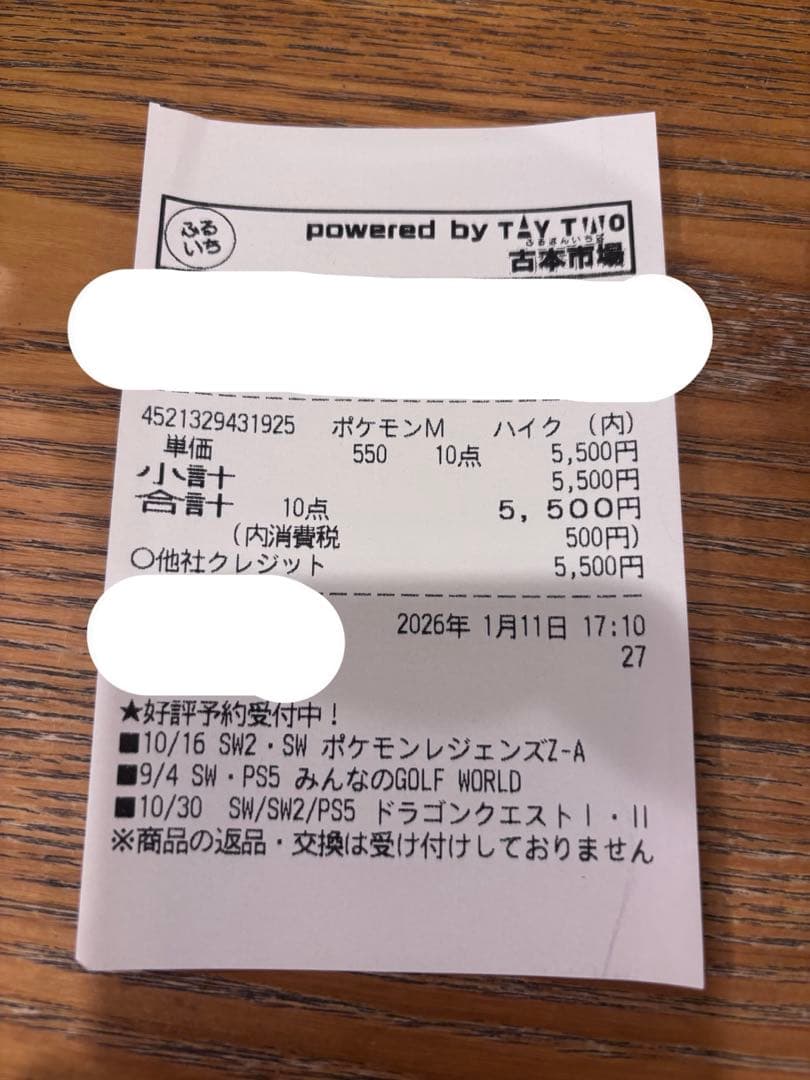 ふる
いち
powered by TAY TWO
ふるほんいちば
古本市場
4521329431925 ポケモンM ハイク (内)
単価 550 10点 5,500円
小計 5,500円
合計 10点 5,500円
(内消費税 500円)
○他社クレジット 5,500円
2026年 1月11日 17:10
27
★好評予約受付中!
■10/16 SW2・SW ポケモンレジェンズZ-A
■9/4 SW・PS5 みんなのGOLF WORLD
■10/30 SW/SW2/PS5 ドラゴンクエストⅠ・Ⅱ
※商品の返品・交換は受け付けしておりません